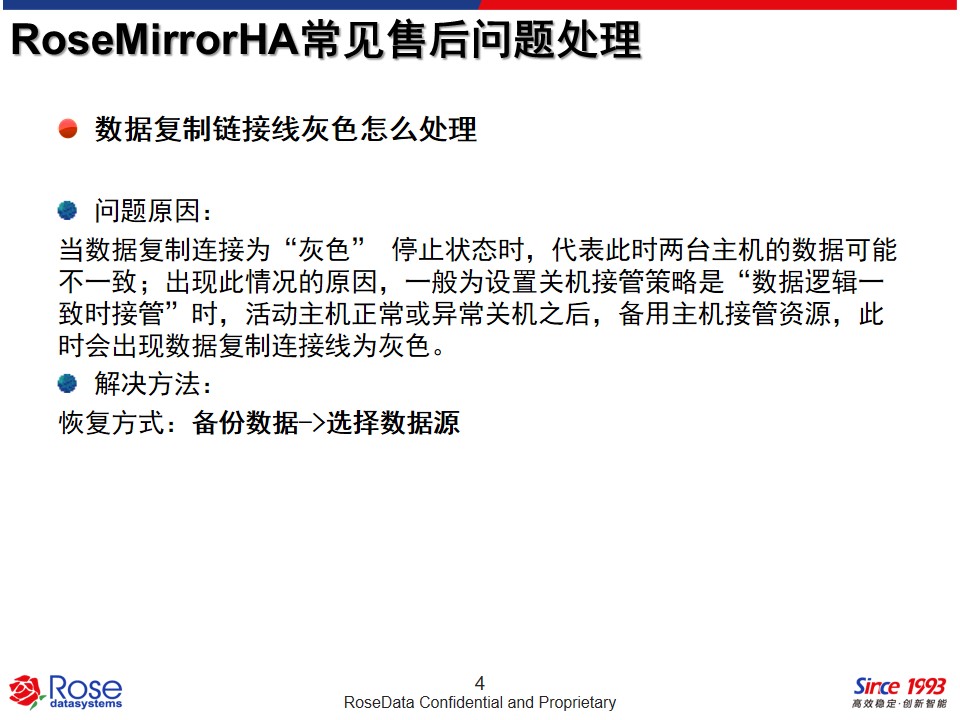 RoseMirrorHA常见售后问题处理
数据复制链接线灰色怎么处理
问题原因：
当数据复制连接为“灰色” 停止状态时，代表此时两台主机的数据可能
不一致；出现此情况的原因，一般为设置关机接管策略是“数据逻辑一
致时接管”时，活动主机正常或异常关机之后，备用主机接管资源，此
时会出现数据复制连接线为灰色。
解决方法：
恢复方式：备份数据->选择数据源
Rose
datasystems
4
RoseData Confidential and Proprietary
Since 1993
高效稳定·创新智能